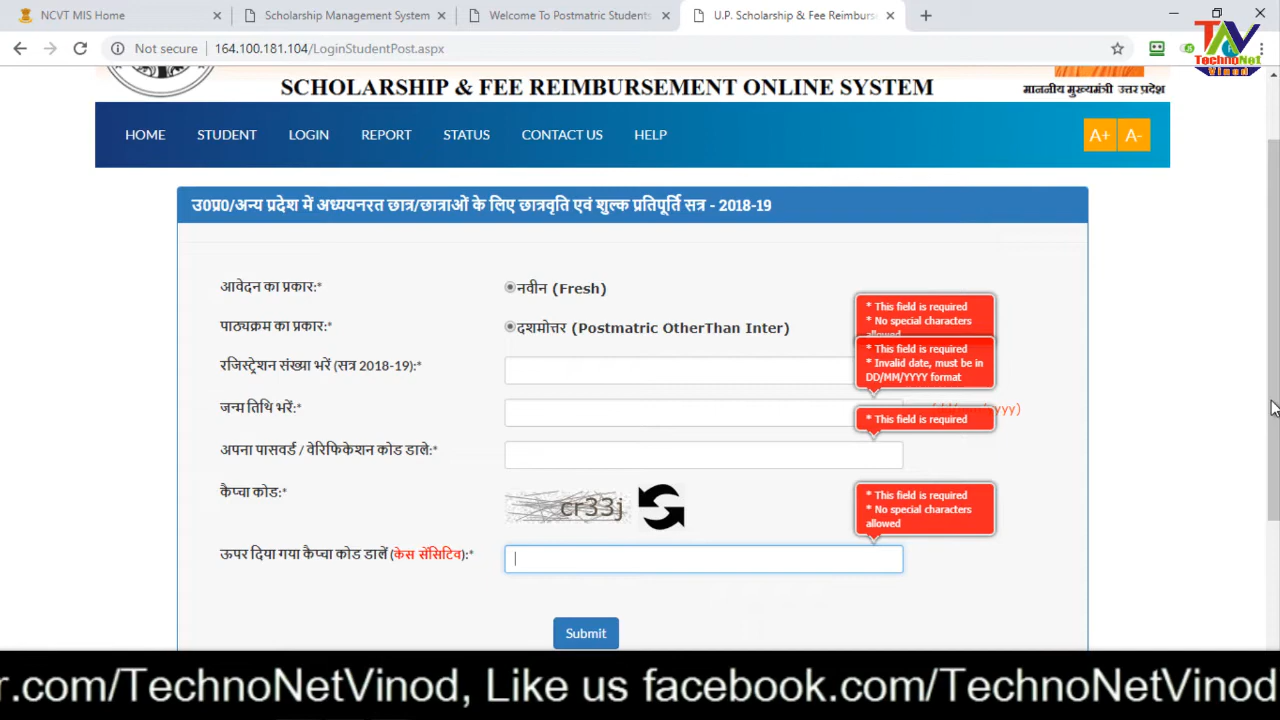 NCVT MIS Home
Scholarship Management System
Welcome To Postmatric Students
U.P. Scholarship & Fee Reimburs
Not secure
164.100.181.104/LoginStudentPost.aspx
TAV
TechnoNet
Vinod
SCHOLARSHIP & FEE REIMBURSEMENT ONLINE SYSTEM
माननीय मुख्यमंत्री उत्तर प्रदेश
HOME STUDENT LOGIN REPORT STATUS CONTACT US HELP
A+ A-
उ0प्र0/अन्य प्रदेश में अध्ययनरत छात्र/छात्राओं के लिए छात्रवृति एवं शुल्क प्रतिपूर्ति सत्र - 2018-19
आवेदन का प्रकार:*
नवीन (Fresh)
पाठ्यक्रम का प्रकार:*
दशमोत्तर (Postmatric OtherThan Inter)
* This field is required
* No special characters
allowed
रजिस्ट्रेशन संख्या भरें (सत्र 2018-19):*
* This field is required
* Invalid date, must be in
DD/MM/YYYY format
जन्म तिथि भरें:*
yyyy)
* This field is required
अपना पासवर्ड / वेरिफिकेशन कोड डाले:*
कैप्चा कोड:*
cr33j
* This field is required
* No special characters
allowed
ऊपर दिया गया कैप्चा कोड डालें (केस सेंसिटिव):*
Submit
r.com/TechnoNetVinod, Like us facebook.com/TechnoNetVinod